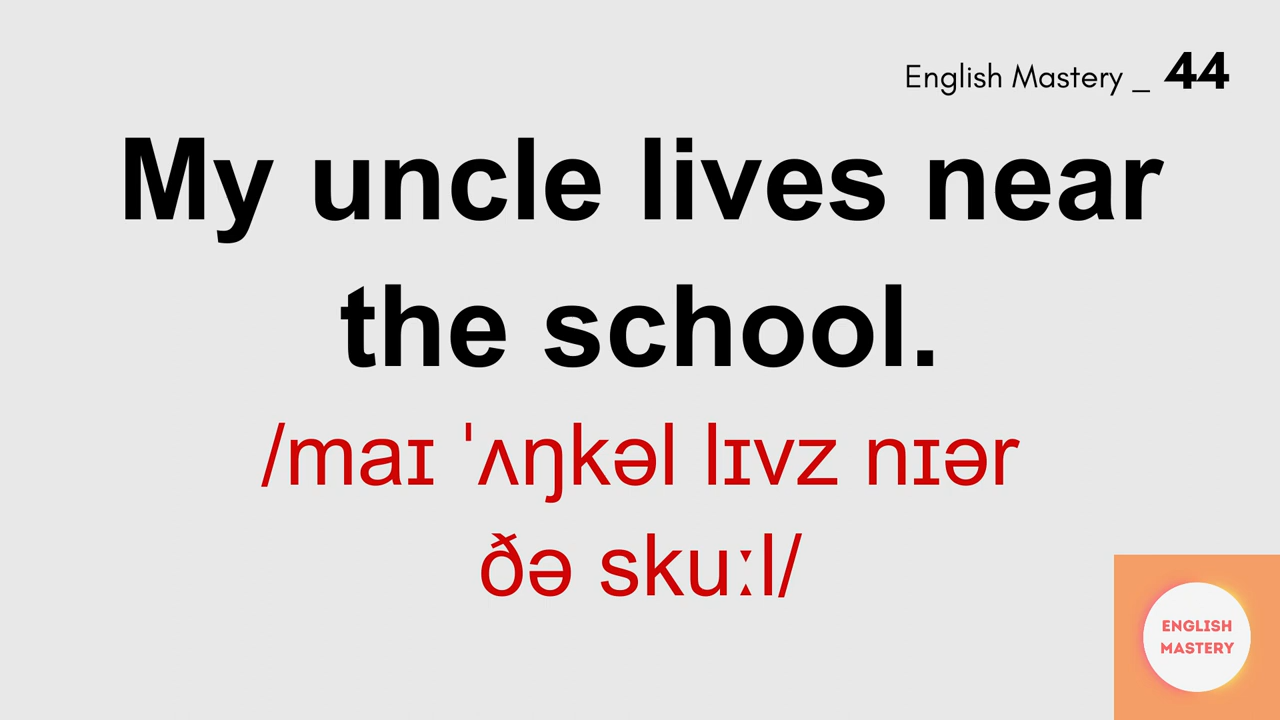 English Mastery _ 44
My uncle lives near
the school.
/maɪ ˈʌŋkəl lɪvz nɪər
ðə skuːl/
ENGLISH
MASTERY